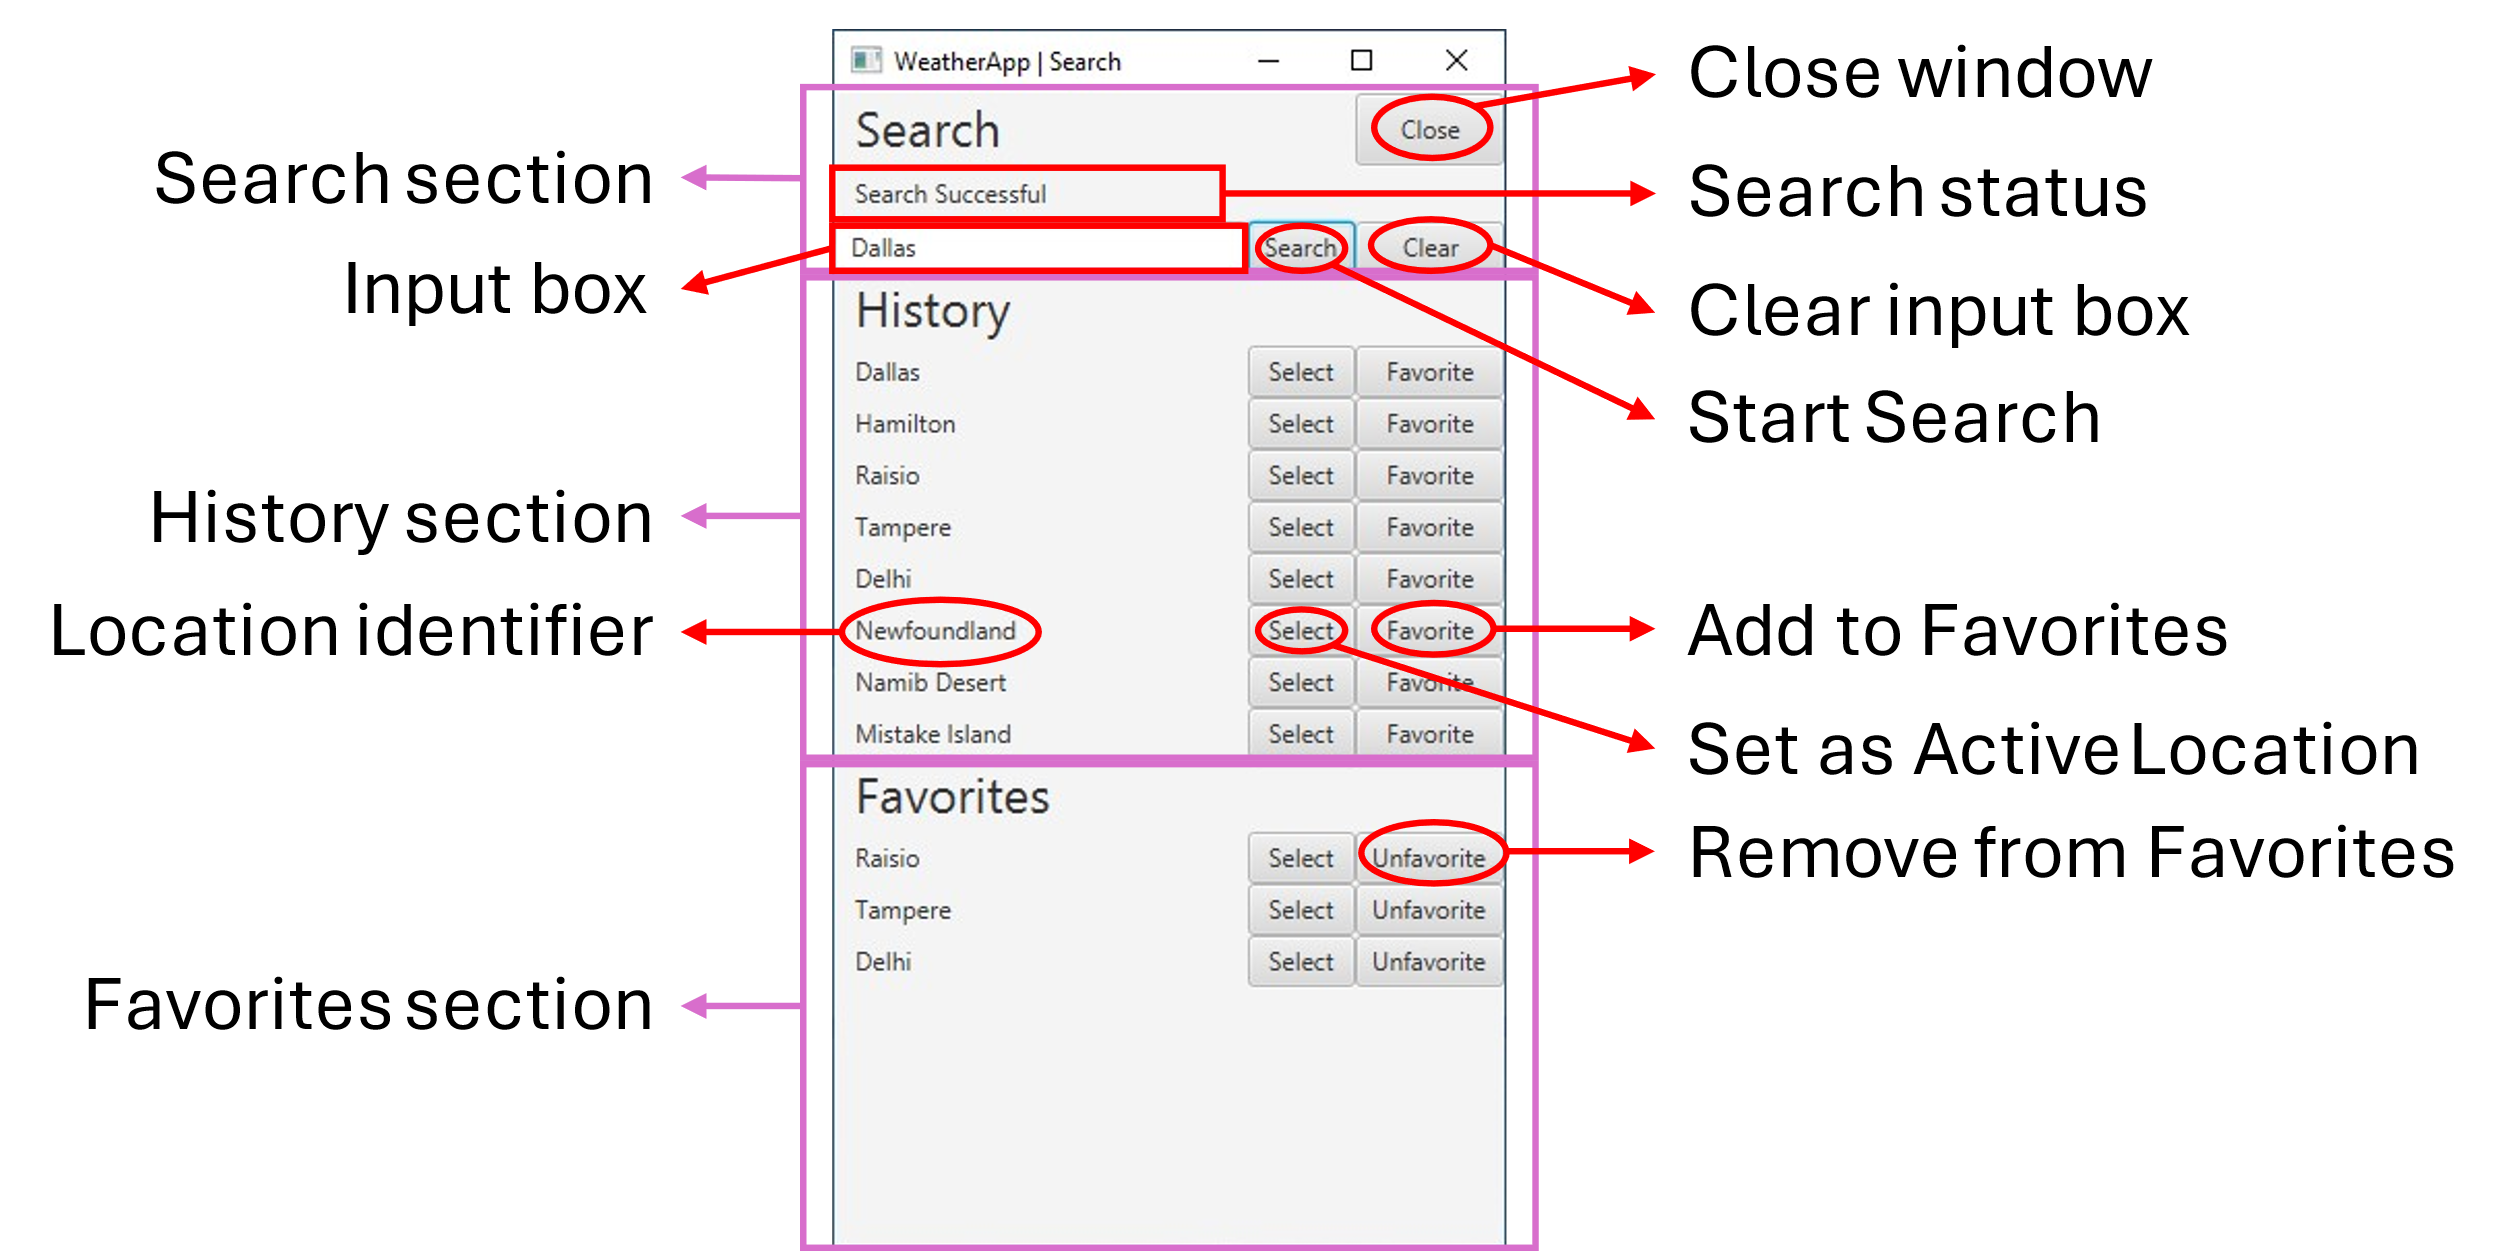 WeatherApp | Search
Close window
Search
Close
Search section
Search Successful
Search status
Input box
Dallas
Search
Clear
Clear input box
Start Search
History
Dallas Select Favorite
Hamilton Select Favorite
Raisio Select Favorite
History section
Tampere Select Favorite
Delhi Select Favorite
Location identifier
Newfoundland Select Favorite
Add to Favorites
Namib Desert Select Favorite
Mistake Island Select Favorite
Set as Active Location
Favorites
Raisio Select Unfavorite
Remove from Favorites
Tampere Select Unfavorite
Delhi Select Unfavorite
Favorites section